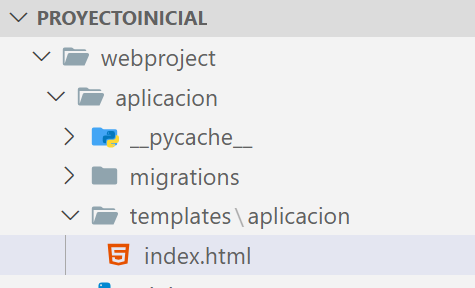 PROYECTOINICIAL
webproject
aplicacion
__pycache__
migrations
templates\aplicacion
index.html